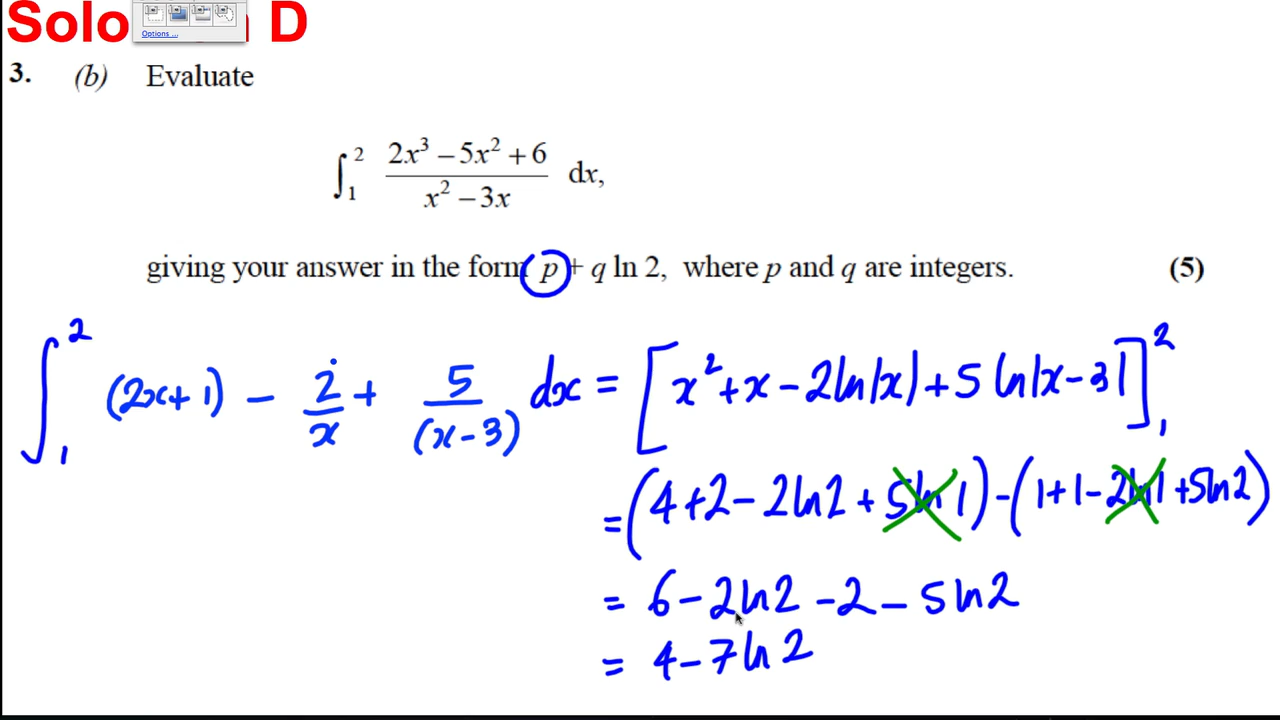 Solo D
Options ...
3. (b) Evaluate
∫₁² (2x³ – 5x² + 6)/(x² – 3x) dx,
giving your answer in the form p + q ln 2, where p and q are integers. (5)
∫₁² (2x+1) – 2/x + 5/(x-3) dx = [x² + x – 2ln|x| + 5 ln|x-3|]₁²
= (4+2-2ln2 + 5ln1) - (1+1-2ln1 + 5ln2)
= 6 - 2ln2 - 2 - 5ln2
= 4 - 7ln2